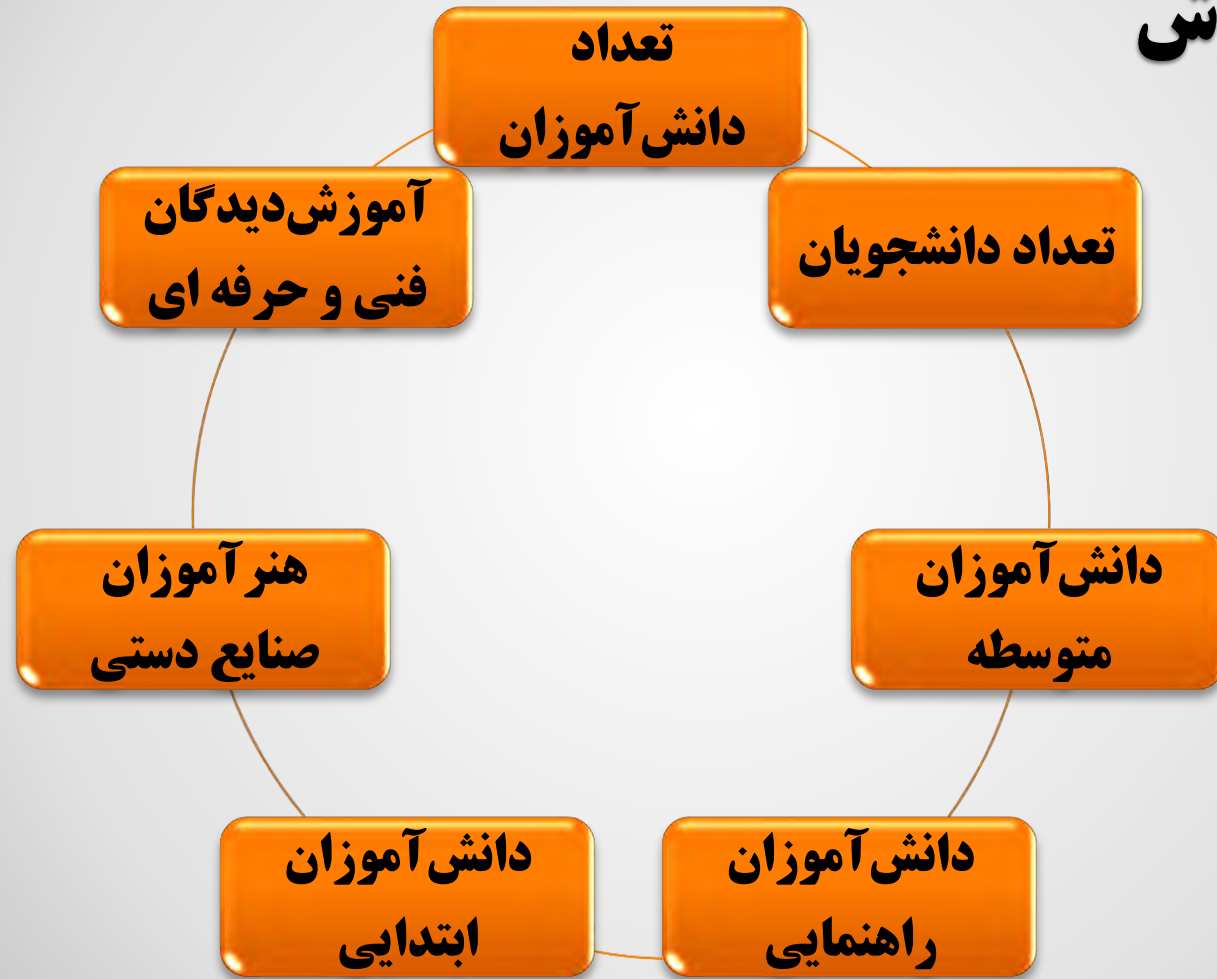 تعداد
دانش‌آموزان
تعداد دانشجویان
دانش‌آموزان
متوسطه
دانش‌آموزان
راهنمایی
دانش‌آموزان
ابتدایی
هنرآموزان
صنایع دستی
آموزش‌دیدگان
فنی و حرفه ای